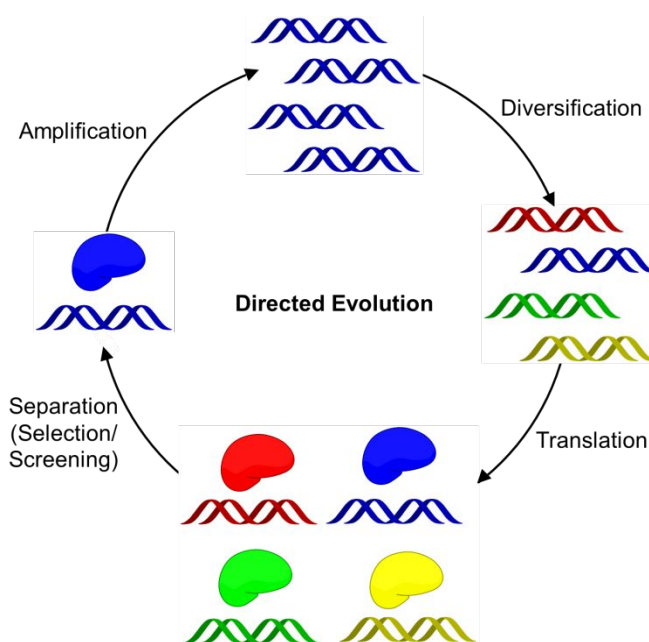 Amplification
Diversification
Directed Evolution
Separation
(Selection/
Screening)
Translation